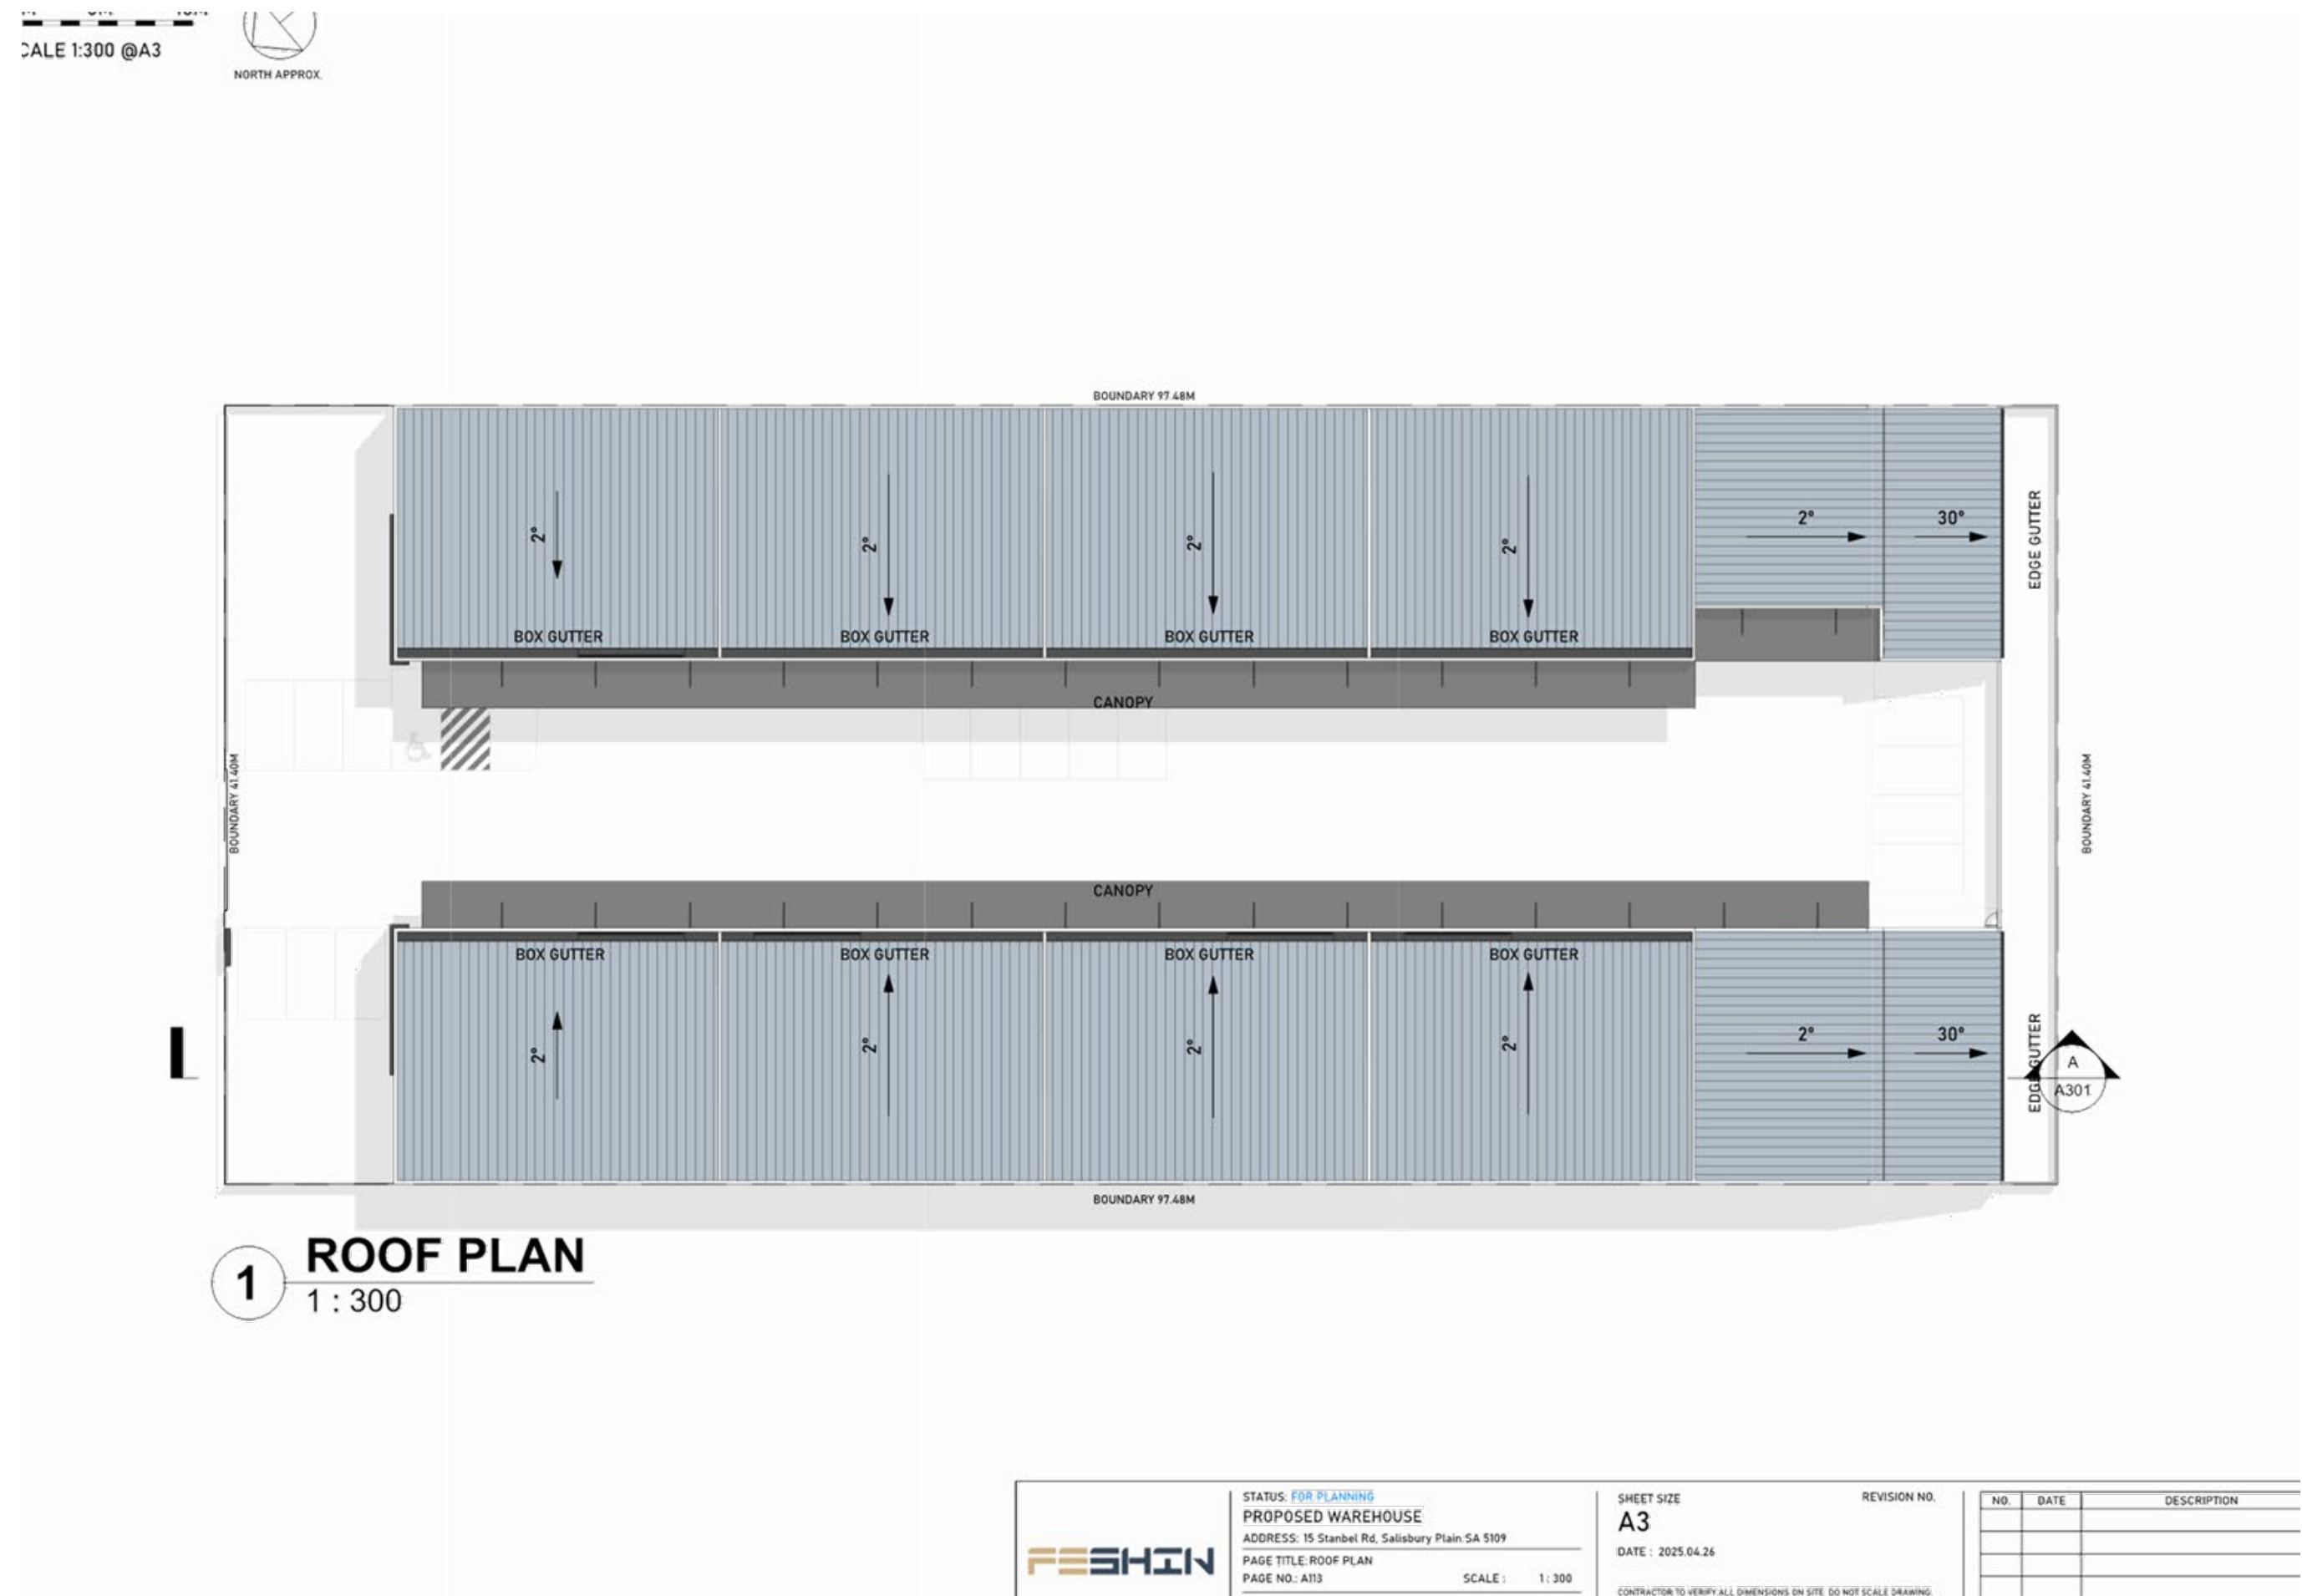 CALE 1:300 @A3
NORTH APPROX.
BOUNDARY 97.48M
2°
2°
2°
2°
2°
30°
EDGE GUTTER
BOX GUTTER
BOX GUTTER
BOX GUTTER
BOX GUTTER
CANOPY
BOUNDARY 41.40M
BOUNDARY 41.40M
CANOPY
BOX GUTTER
BOX GUTTER
BOX GUTTER
BOX GUTTER
2°
2°
2°
2°
2°
30°
EDGE GUTTER
A
A301
BOUNDARY 97.48M
1
ROOF PLAN
1 : 300
FESHIN
STATUS: FOR PLANNING
PROPOSED WAREHOUSE
ADDRESS: 15 Stanbel Rd, Salisbury Plain SA 5109
PAGE TITLE: ROOF PLAN
PAGE NO.: A113
SCALE : 1 : 300
SHEET SIZE
A3
REVISION NO.
DATE : 2025.04.26
CONTRACTOR TO VERIFY ALL DIMENSIONS ON SITE. DO NOT SCALE DRAWING.
NO. DATE DESCRIPTION